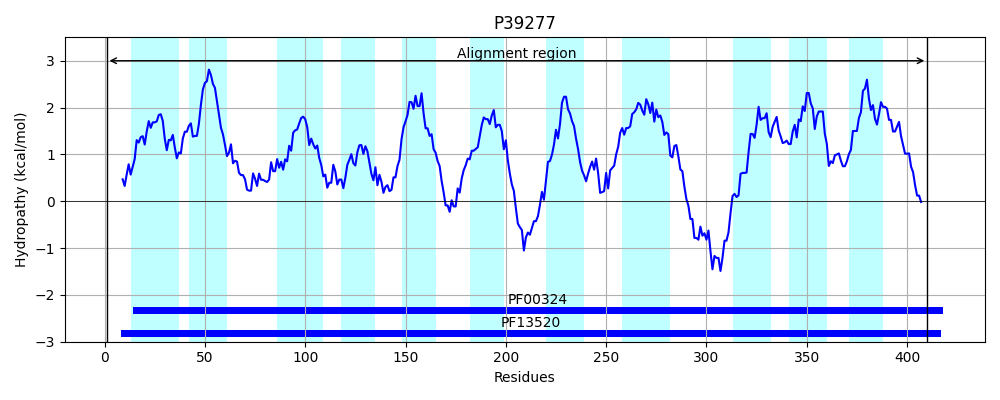 P39277
Alignment region
3
2
1
0
−1
−2
−3
Hydropathy (kcal/mol)
PF00324
PF13520
0 50 100 150 200 250 300 350 400
Residues